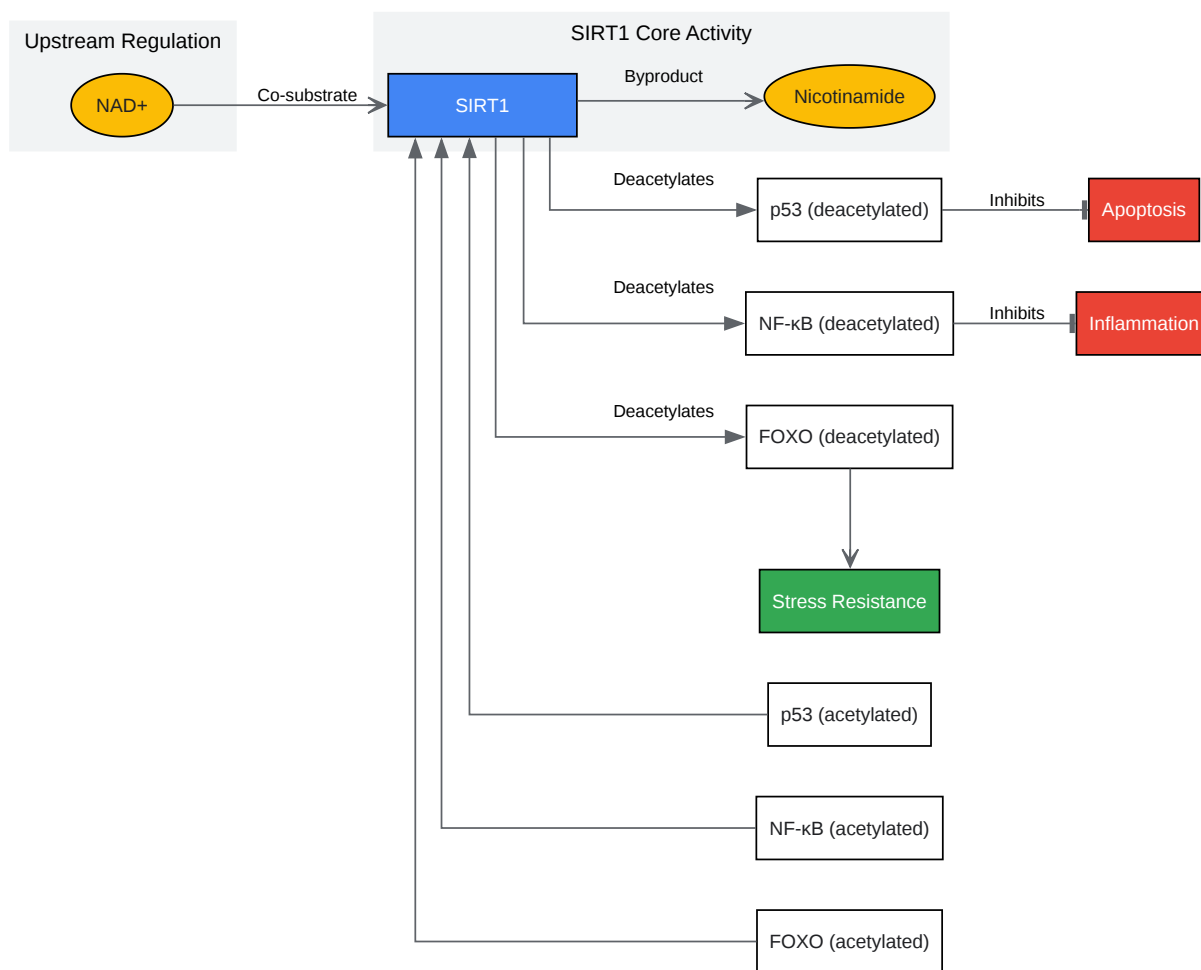 Upstream Regulation
SIRT1 Core Activity
NAD+
Co-substrate
SIRT1
Byproduct
Nicotinamide
Deacetylates
p53 (deacetylated)
Inhibits
Apoptosis
Deacetylates
NF-κB (deacetylated)
Inhibits
Inflammation
Deacetylates
FOXO (deacetylated)
Stress Resistance
p53 (acetylated)
NF-κB (acetylated)
FOXO (acetylated)